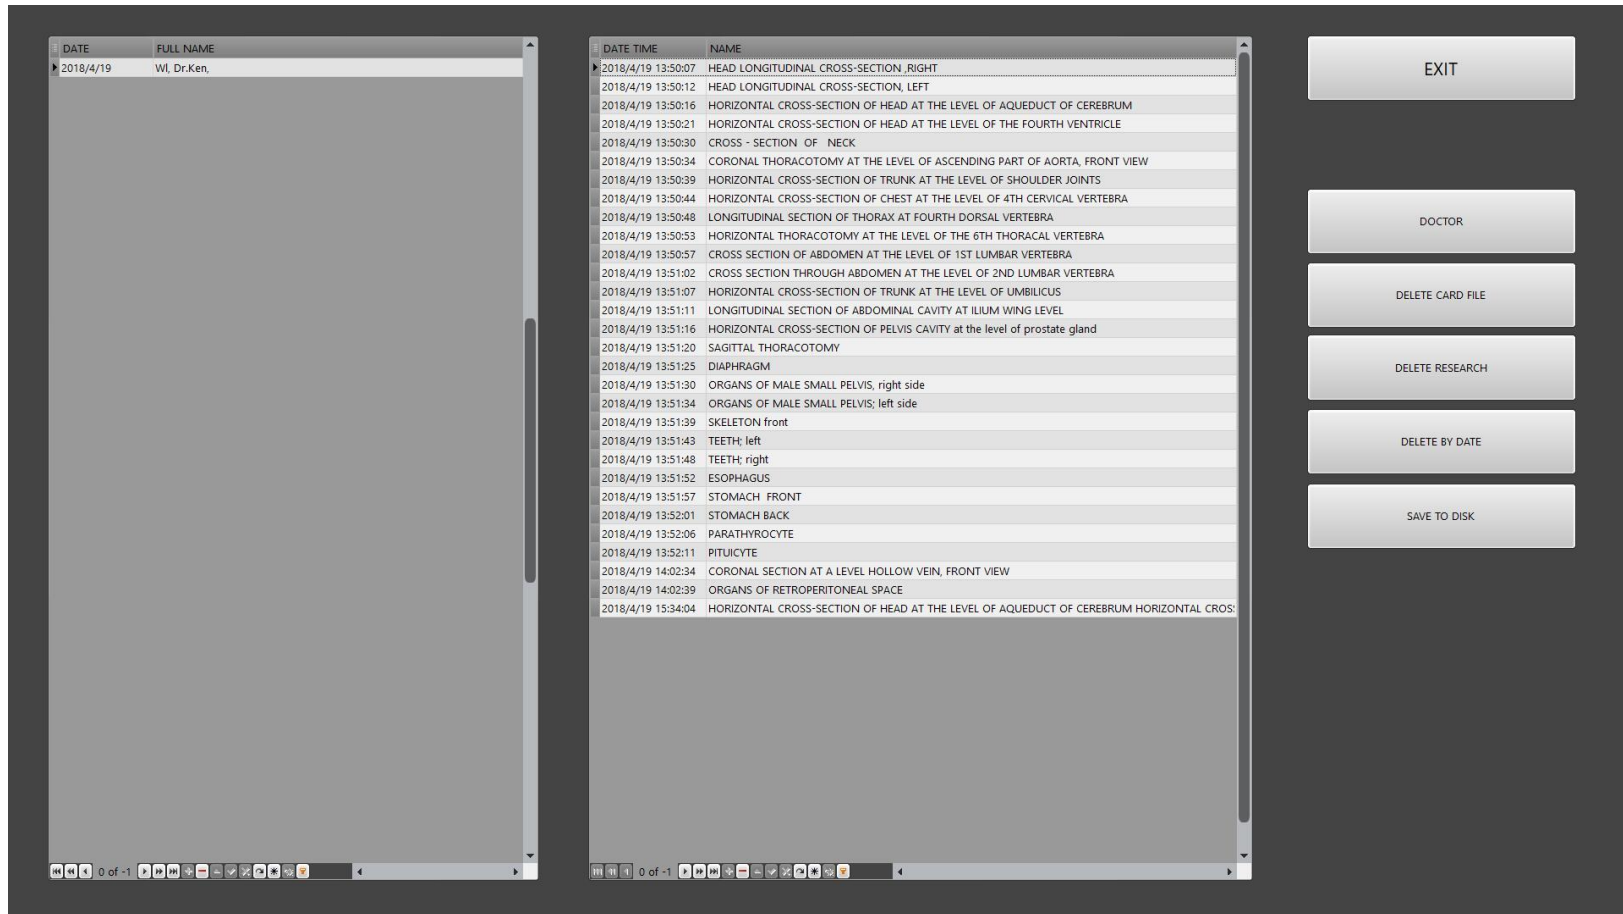 DATE FULL NAME
2018/4/19 Wl, Dr.Ken,
0 of -1
DATE TIME NAME
2018/4/19 13:50:07 HEAD LONGITUDINAL CROSS-SECTION ,RIGHT
2018/4/19 13:50:12 HEAD LONGITUDINAL CROSS-SECTION, LEFT
2018/4/19 13:50:16 HORIZONTAL CROSS-SECTION OF HEAD AT THE LEVEL OF AQUEDUCT OF CEREBRUM
2018/4/19 13:50:21 HORIZONTAL CROSS-SECTION OF HEAD AT THE LEVEL OF THE FOURTH VENTRICLE
2018/4/19 13:50:30 CROSS - SECTION OF NECK
2018/4/19 13:50:34 CORONAL THORACOTOMY AT THE LEVEL OF ASCENDING PART OF AORTA, FRONT VIEW
2018/4/19 13:50:39 HORIZONTAL CROSS-SECTION OF TRUNK AT THE LEVEL OF SHOULDER JOINTS
2018/4/19 13:50:44 HORIZONTAL CROSS-SECTION OF CHEST AT THE LEVEL OF 4TH CERVICAL VERTEBRA
2018/4/19 13:50:48 LONGITUDINAL SECTION OF THORAX AT FOURTH DORSAL VERTEBRA
2018/4/19 13:50:53 HORIZONTAL THORACOTOMY AT THE LEVEL OF THE 6TH THORACAL VERTEBRA
2018/4/19 13:50:57 CROSS SECTION OF ABDOMEN AT THE LEVEL OF 1ST LUMBAR VERTEBRA
2018/4/19 13:51:02 CROSS SECTION THROUGH ABDOMEN AT THE LEVEL OF 2ND LUMBAR VERTEBRA
2018/4/19 13:51:07 HORIZONTAL CROSS-SECTION OF TRUNK AT THE LEVEL OF UMBILICUS
2018/4/19 13:51:11 LONGITUDINAL SECTION OF ABDOMINAL CAVITY AT ILIUM WING LEVEL
2018/4/19 13:51:16 HORIZONTAL CROSS-SECTION OF PELVIS CAVITY at the level of prostate gland
2018/4/19 13:51:20 SAGITTAL THORACOTOMY
2018/4/19 13:51:25 DIAPHRAGM
2018/4/19 13:51:30 ORGANS OF MALE SMALL PELVIS, right side
2018/4/19 13:51:34 ORGANS OF MALE SMALL PELVIS; left side
2018/4/19 13:51:39 SKELETON front
2018/4/19 13:51:43 TEETH; left
2018/4/19 13:51:48 TEETH; right
2018/4/19 13:51:52 ESOPHAGUS
2018/4/19 13:51:57 STOMACH FRONT
2018/4/19 13:52:01 STOMACH BACK
2018/4/19 13:52:06 PARATHYROCYTE
2018/4/19 13:52:11 PITUICYTE
2018/4/19 14:02:34 CORONAL SECTION AT A LEVEL HOLLOW VEIN, FRONT VIEW
2018/4/19 14:02:39 ORGANS OF RETROPERITONEAL SPACE
2018/4/19 15:34:04 HORIZONTAL CROSS-SECTION OF HEAD AT THE LEVEL OF AQUEDUCT OF CEREBRUM HORIZONTAL CROS
0 of -1
EXIT
DOCTOR
DELETE CARD FILE
DELETE RESEARCH
DELETE BY DATE
SAVE TO DISK